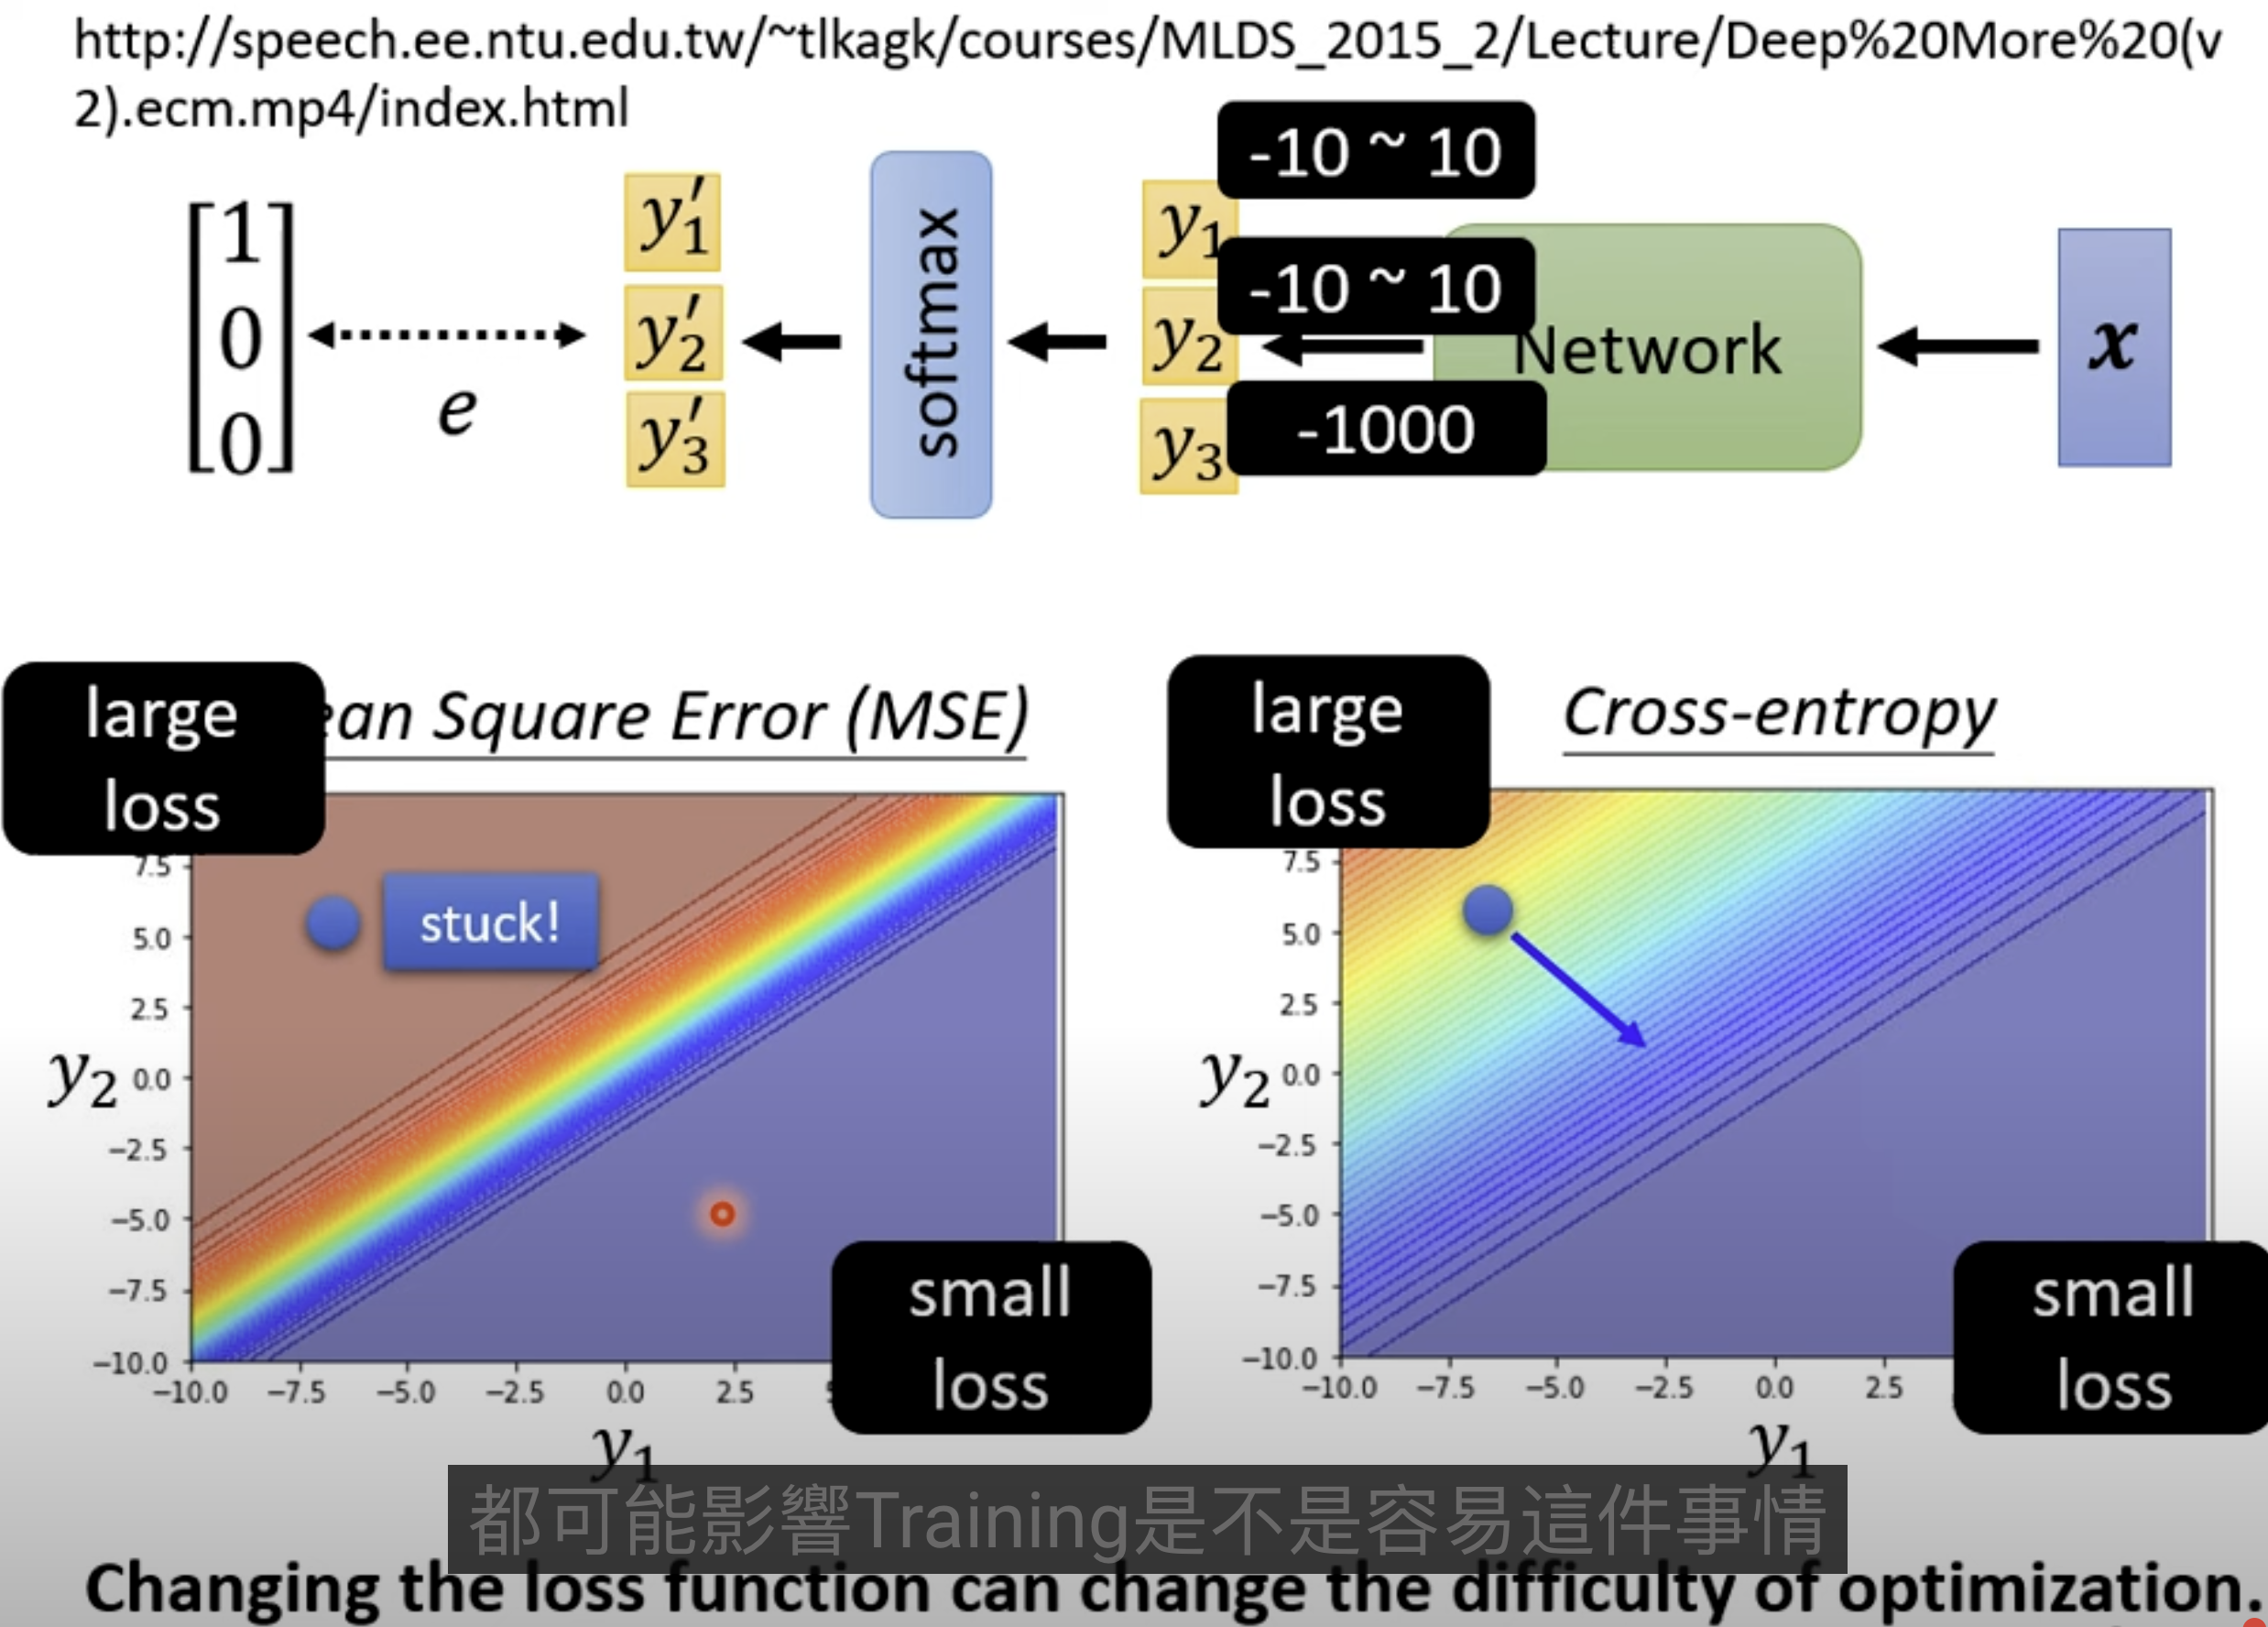 http://speech.ee.ntu.edu.tw/~tlkagk/courses/MLDS_2015_2/Lecture/Deep%20More%20(v
2).ecm.mp4/index.html
-10 ~ 10
-10 ~ 10
-1000
1
0
0
e
y₁′
y₂′
y₃′
softmax
y₁
y₂
y₃
Network
x
large
loss
ean Square Error (MSE)
stuck!
7.5
5.0
2.5
0.0
−2.5
−5.0
−7.5
−10.0
y₂
−10.0 −7.5 −5.0 −2.5 0.0 2.5
y₁
small
loss
large
loss
Cross-entropy
7.5
5.0
2.5
0.0
−2.5
−5.0
−7.5
−10.0
y₂
−10.0 −7.5 −5.0 −2.5 0.0 2.5
y₁
small
loss
都可能影響Training是不是容易這件事情
Changing the loss function can change the difficulty of optimization.